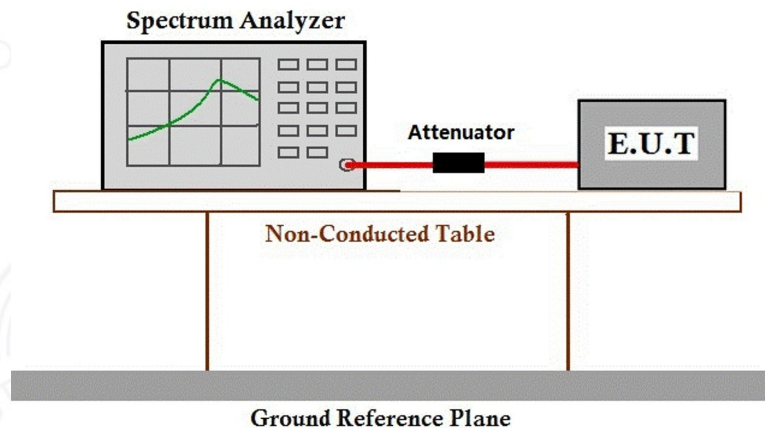 Spectrum Analyzer
Attenuator
E.U.T
Non-Conducted Table
Ground Reference Plane